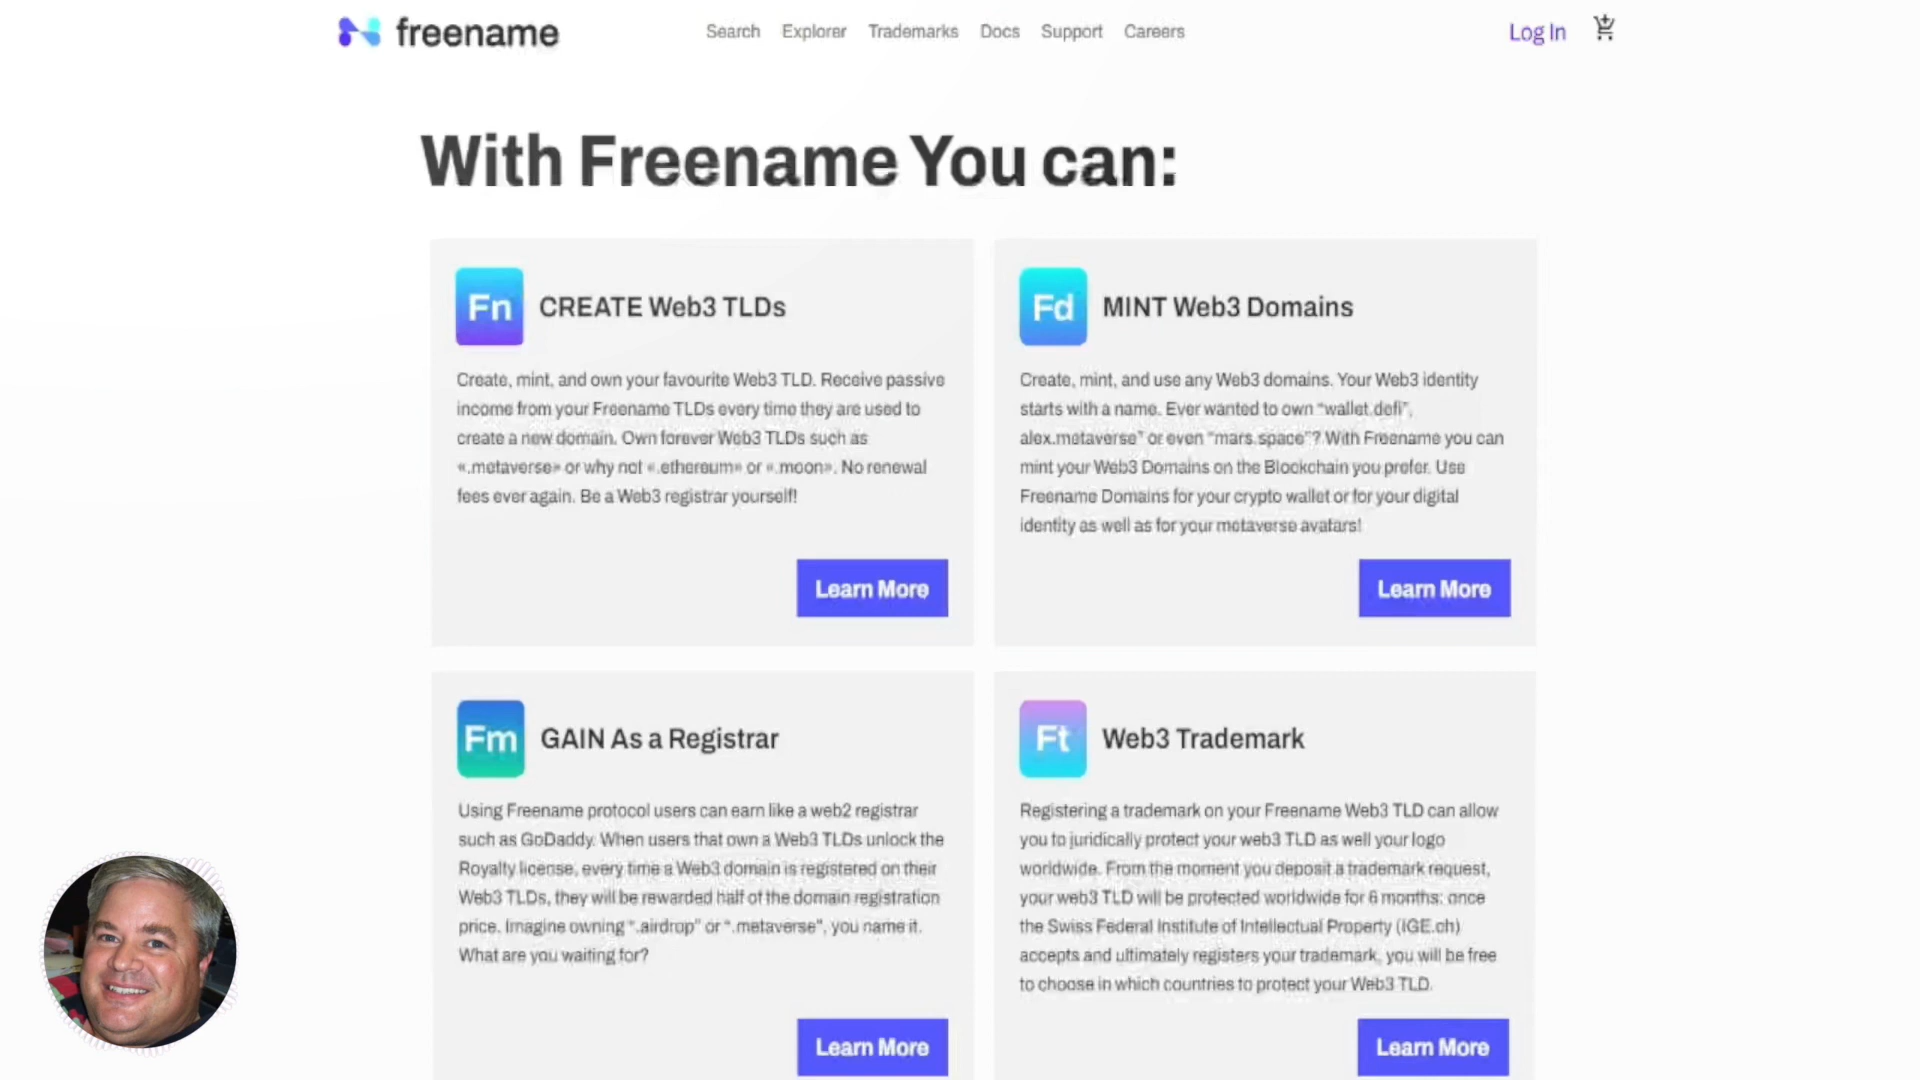 freename
Search Explorer Trademarks Docs Support Careers
Log In
With Freename You can:
Fn CREATE Web3 TLDs
Create, mint, and own your favourite Web3 TLD. Receive passive
income from your Freename TLDs every time they are used to
create a new domain. Own forever Web3 TLDs such as
«.metaverse» or why not «.ethereum» or «.moon». No renewal
fees ever again. Be a Web3 registrar yourself!
Learn More
Fd MINT Web3 Domains
Create, mint, and use any Web3 domains. Your Web3 identity
starts with a name. Ever wanted to own “wallet.defi”,
alex.metaverse” or even “mars.space”? With Freename you can
mint your Web3 Domains on the Blockchain you prefer. Use
Freename Domains for your crypto wallet or for your digital
identity as well as for your metaverse avatars!
Learn More
Fm GAIN As a Registrar
Using Freename protocol users can earn like a web2 registrar
such as GoDaddy. When users that own a Web3 TLDs unlock the
Royalty license, every time a Web3 domain is registered on their
Web3 TLDs, they will be rewarded half of the domain registration
price. Imagine owning “.airdrop” or “.metaverse”, you name it.
What are you waiting for?
Learn More
Ft Web3 Trademark
Registering a trademark on your Freename Web3 TLD can allow
you to juridically protect your web3 TLD as well your logo
worldwide. From the moment you deposit a trademark request,
your web3 TLD will be protected worldwide for 6 months: once
the Swiss Federal Institute of Intellectual Property (IGE.ch)
accepts and ultimately registers your trademark, you will be free
to choose in which countries to protect your Web3 TLD.
Learn More